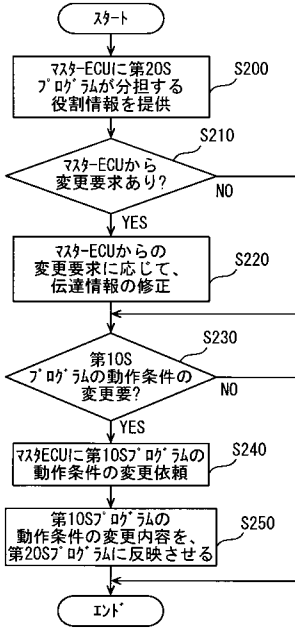 スタート
マスターECUに第2OS
プログラムが分担する
役割情報を提供
S200
マスターECUから
変更要求あり?
S210
NO
YES
マスターECUからの
変更要求に応じて、
伝達情報の修正
S220
第1OS
プログラムの動作条件の
変更要?
S230
NO
YES
マスタECUに第1OSプログラムの
動作条件の変更依頼
S240
第1OSプログラムの
動作条件の変更内容を、
第2OSプログラムに反映させる
S250
エンド